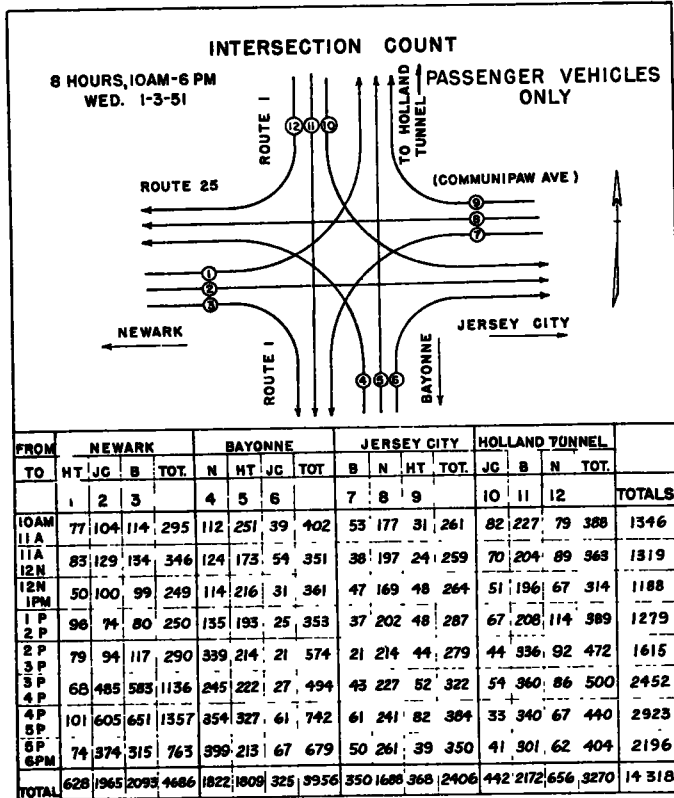 INTERSECTION COUNT
8 HOURS, 10AM-6 PM
WED. 1-3-51
PASSENGER VEHICLES
ONLY
ROUTE 1
TO HOLLAND
TUNNEL
12 11 10
ROUTE 25
(COMMUNIPAW AVE)
9
8
7
1
2
3
NEWARK
JERSEY CITY
ROUTE 1
BAYONNE
4 5 6
FROM NEWARK BAYONNE JERSEY CITY HOLLAND TUNNEL
TO HT JC B TOT. N HT JC TOT B N HT TOT. JC B N TOT.
1 2 3 4 5 6 7 8 9 10 11 12 TOTALS
10AM 11A 77 104 114 295 112 251 39 402 53 177 31 261 82 227 79 388 1346
11A 12N 83 129 134 346 124 173 54 351 38 197 24 259 70 204 89 363 1319
12N 1PM 50 100 99 249 114 216 31 361 47 169 48 264 51 196 67 314 1188
1P 2P 96 74 80 250 135 193 25 353 37 202 48 287 67 208 114 389 1279
2P 3P 79 94 117 290 339 214 21 574 21 214 44 279 44 336 92 472 1615
3P 4P 68 485 583 1136 245 222 27 494 43 227 52 322 54 360 86 500 2452
4P 5P 101 605 651 1357 354 327 61 742 61 241 82 384 33 340 67 440 2923
5P 6PM 74 374 315 763 399 213 67 679 50 261 39 350 41 301 62 404 2196
TOTAL 628 1965 2093 4686 1822 1809 325 3956 350 1688 368 2406 442 2172 656 3270 14 318